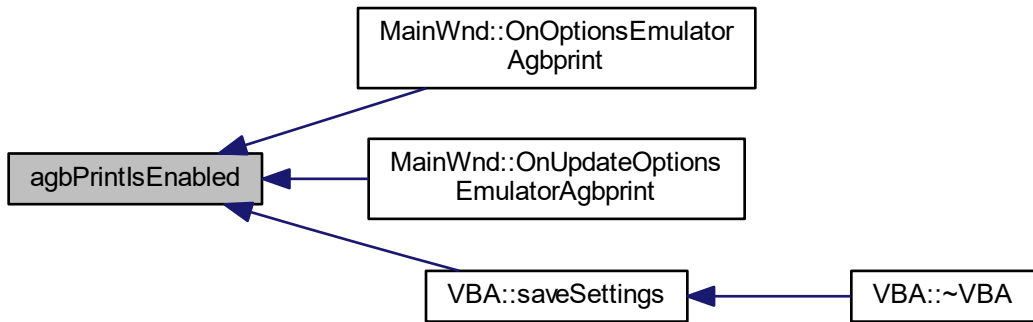 MainWnd::OnOptionsEmulator
Agbprint
agbPrintIsEnabled
MainWnd::OnUpdateOptions
EmulatorAgbprint
VBA::saveSettings
VBA::~VBA